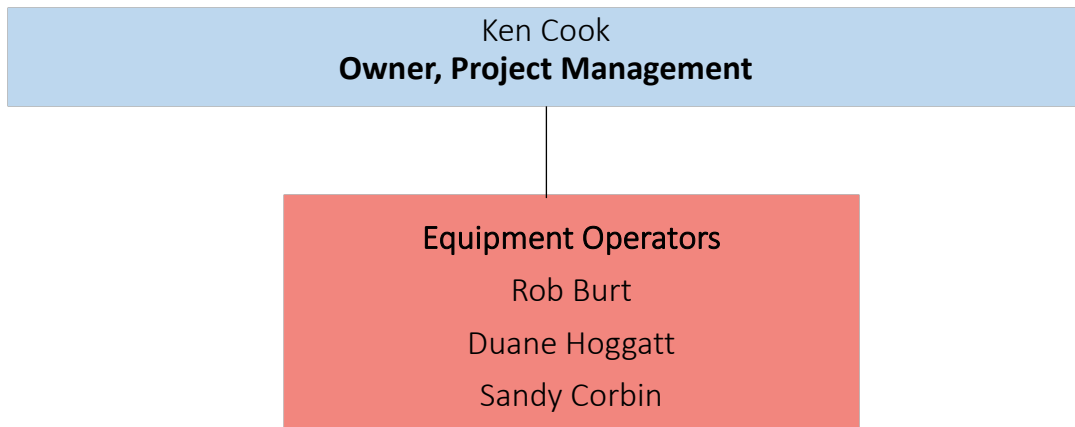 Ken Cook
Owner, Project Management
Equipment Operators
Rob Burt
Duane Hoggatt
Sandy Corbin